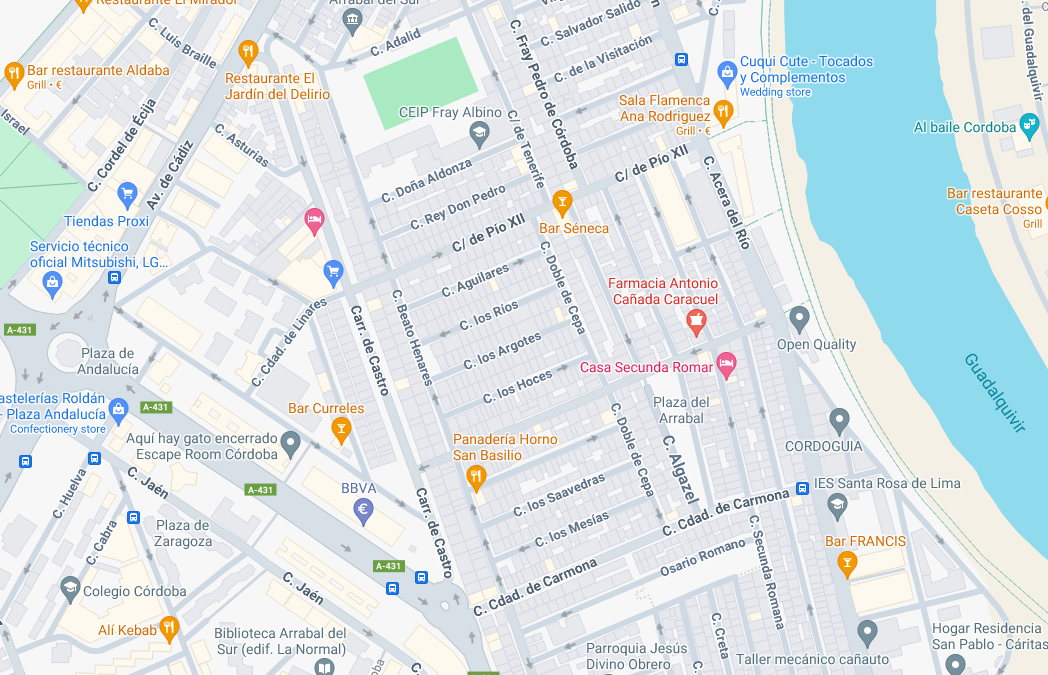 Restaurante El Mirador
Arrabal del Sur
C. Adalid
C. Luis Braille
Bar restaurante Aldaba
Grill • €
Restaurante El
Jardín del Delirio
C. Salvador Salido
C. de la Visitación
C. Fray Pedro de Córdoba
Cuqui Cute - Tocados
y Complementos
Wedding store
Sala Flamenca
Ana Rodriguez
Grill • €
del Guadalquivir
Al baile Cordoba
Israel
C. Cordel de Écija
Av. de Cádiz
C. Asturias
CEIP Fray Albino
C/ de Tenerife
C. Doña Aldonza
C. Rey Don Pedro
C/ de Pío XII
C/ de Pío XII
C. Acera del Río
Bar restaurante
Caseta Cosso
Grill
Tiendas Proxi
Servicio técnico
oficial Mitsubishi, LG...
Bar Séneca
C. Doble de Cepa
C. Aguilares
C. los Ríos
C. los Argotes
C. los Hoces
C. Beato Henares
Carr. de Castro
C. Cdad. de Linares
Farmacia Antonio
Cañada Caracuel
Open Quality
Casa Secunda Romar
A-431
Plaza de
Andalucía
Guadalquivir
astelerías Roldán
- Plaza Andalucía
Confectionery store
A-431
Bar Curreles
Plaza del
Arrabal
Aquí hay gato encerrado
Escape Room Córdoba
Panadería Horno
San Basilio
C. Doble de Cepa
C. Algazel
CORDOGUIA
C. Huelva
C. Jaén
A-431
BBVA
Carr. de Castro
C. los Saavedras
C. los Mesías
C. Cdad. de Carmona
IES Santa Rosa de Lima
C. Cabra
Plaza de
Zaragoza
A-431
C. Secunda Romana
Osario Romano
Bar FRANCIS
Colegio Córdoba
C. Jaén
C. Cdad. de Carmona
Alí Kebab
Biblioteca Arrabal del
Sur (edif. La Normal)
C. Creta
Parroquia Jesús
Divino Obrero
Taller mecánico cañauto
Hogar Residencia
San Pablo - Cáritas